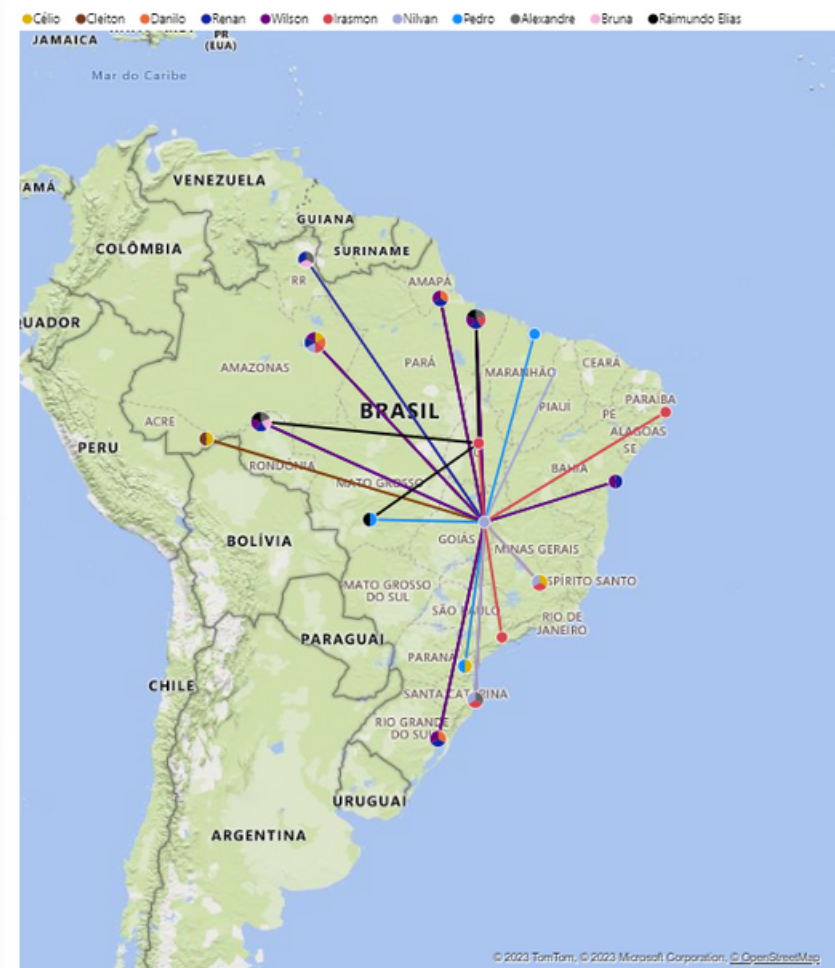 Célio Cleiton Danilo Renan Wilson Irasmon Nilvan Pedro Alexandre Bruna Raimundo Elias
JAMAICA
PR
(EUA)
Mar do Caribe
AMÁ
VENEZUELA
GUIANA
COLÔMBIA
SURINAME
RR
AMAPÁ
UADOR
AMAZONAS
PARÁ
MARANHÃO
CEARÁ
BRASIL
PIAUÍ
PARAÍBA
PE
ACRE
ALAGOAS
SE
PERU
RONDÔNIA
BAHIA
MATO GROSSO
BOLÍVIA
GOIÁS
MINAS GERAIS
MATO GROSSO
DO SUL
SPÍRITO SANTO
SÃO PAULO
RIO DE
JANEIRO
PARAGUAI
PARANÁ
CHILE
SANTA CATARINA
RIO GRANDE
DO SUL
URUGUAI
ARGENTINA
© 2023 TomTom, © 2023 Microsoft Corporation, © OpenStreetMap